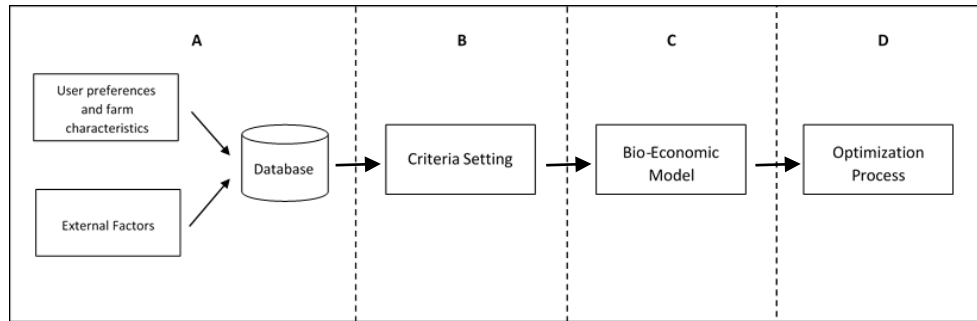 A
B
C
D
User preferences
and farm
characteristics
Database
External Factors
Criteria Setting
Bio-Economic
Model
Optimization
Process